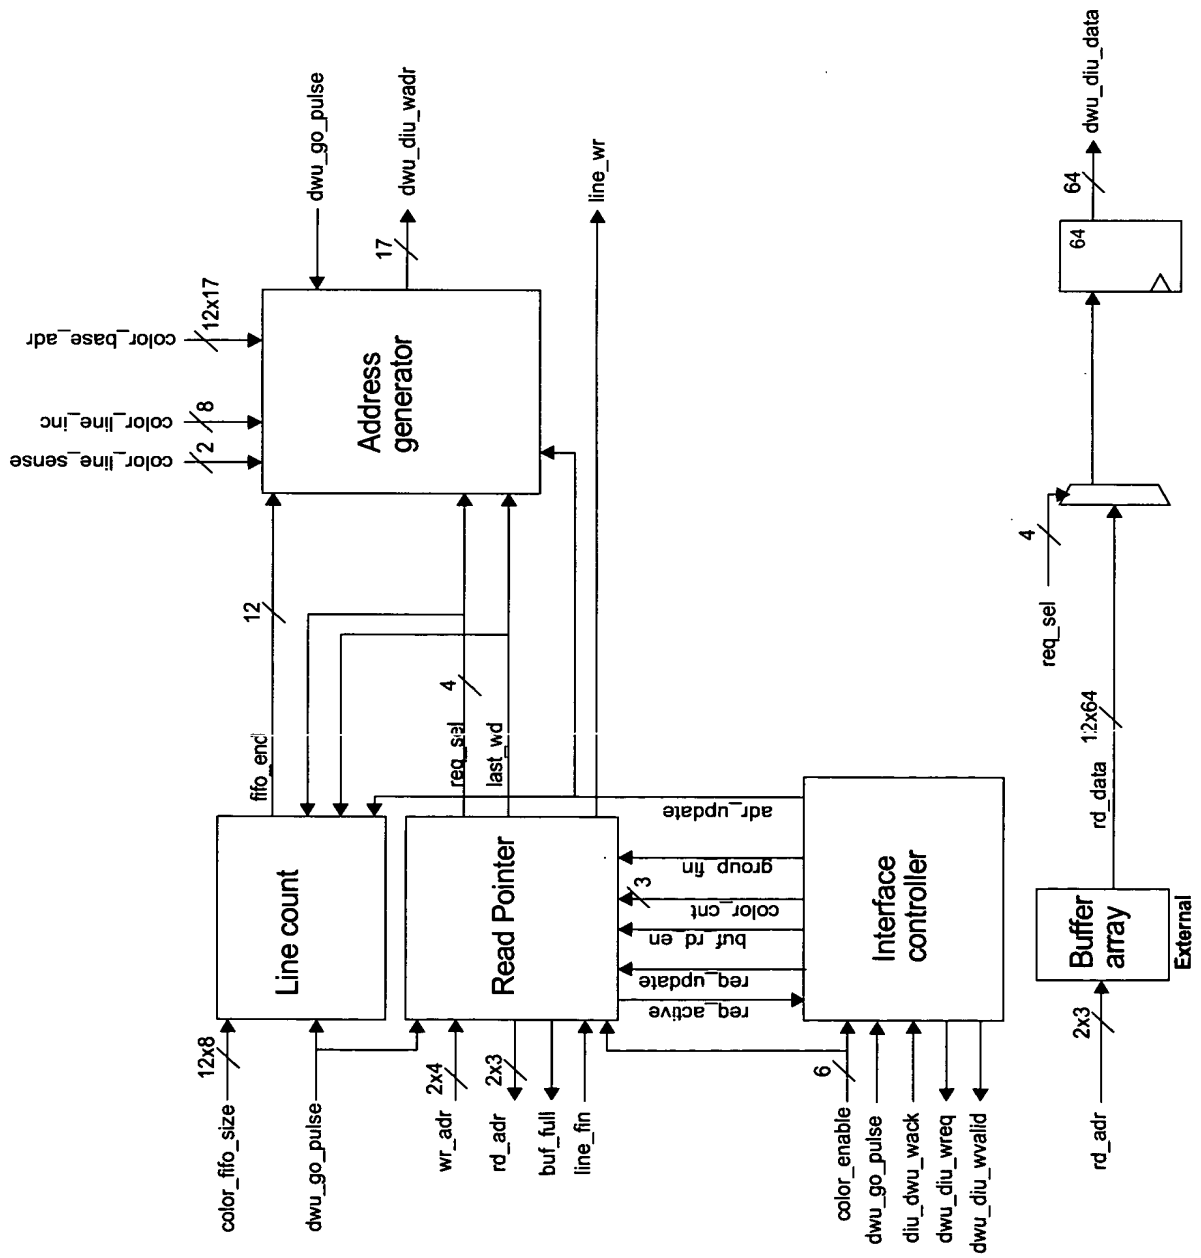 color_fifo_size
12x8
dwu_go_pulse
Line count
fifo_end
12
color_line_sense
2
color_line_inc
8
color_base_adr
12x17
Address
generator
dwu_go_pulse
17
dwu_diu_wadr
wr_adr
2x4
rd_adr
2x3
buf_full
line_fin
Read Pointer
req_sel
4
last_wd
line_wr
req_active
req_update
buf_rd_en
color_cnt
3
group_fin
adr_update
color_enable
6
dwu_go_pulse
diu_dwu_wack
dwu_diu_wreq
dwu_diu_wvalid
Interface
controller
rd_adr
2x3
Buffer
array
External
rd_data
12x64
req_sel
4
64
64
dwu_diu_data